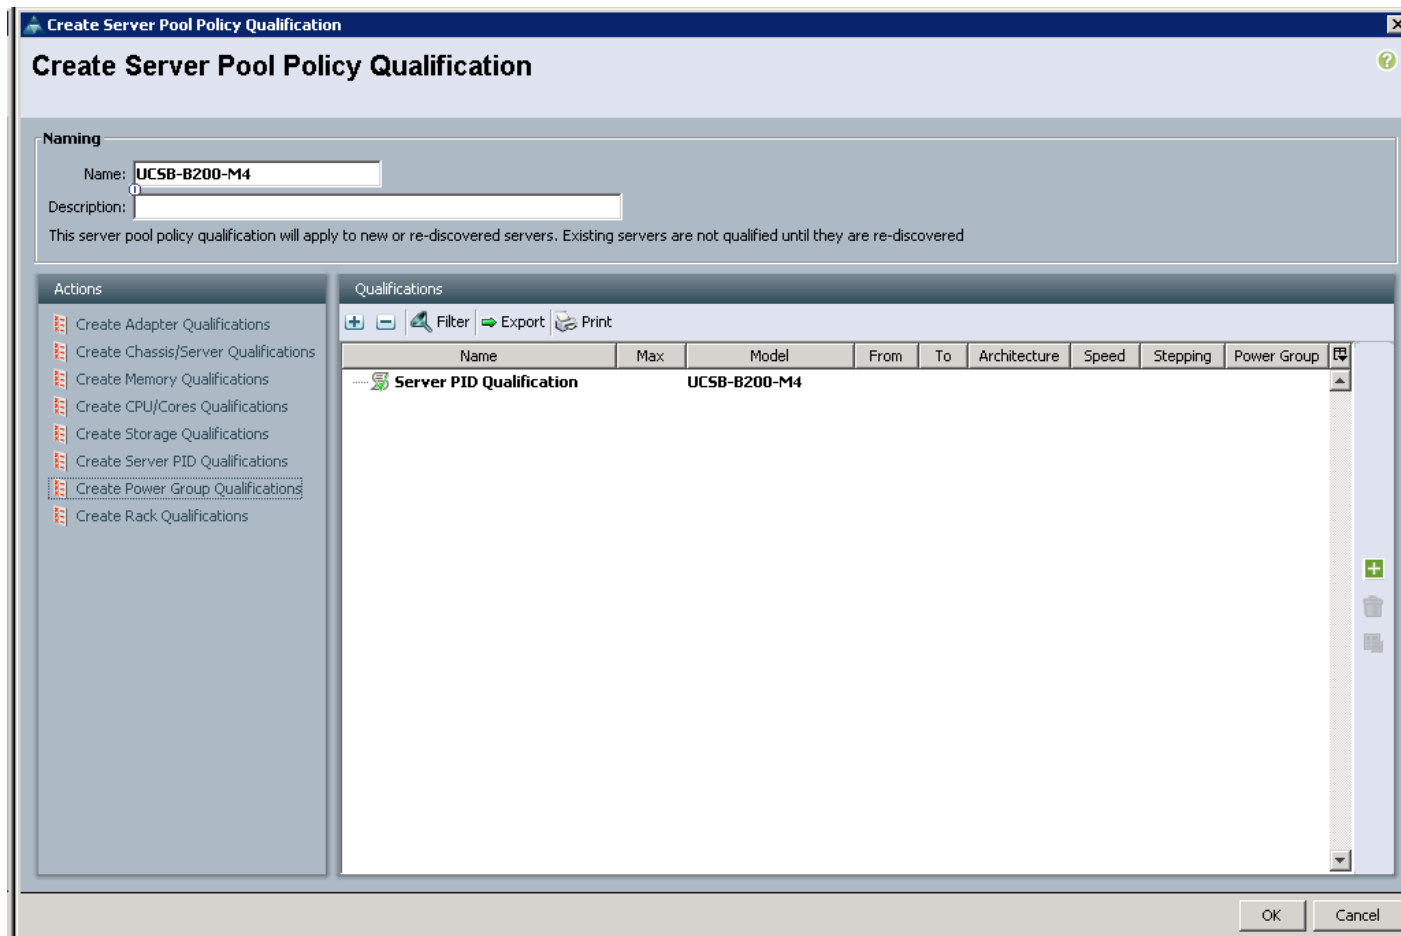 Create Server Pool Policy Qualification
Create Server Pool Policy Qualification
Naming
Name: UCSB-B200-M4
Description:
This server pool policy qualification will apply to new or re-discovered servers. Existing servers are not qualified until they are re-discovered
Actions
Create Adapter Qualifications
Create Chassis/Server Qualifications
Create Memory Qualifications
Create CPU/Cores Qualifications
Create Storage Qualifications
Create Server PID Qualifications
Create Power Group Qualifications
Create Rack Qualifications
Qualifications
Filter Export Print
Name Max Model From To Architecture Speed Stepping Power Group
Server PID Qualification UCSB-B200-M4
OK Cancel